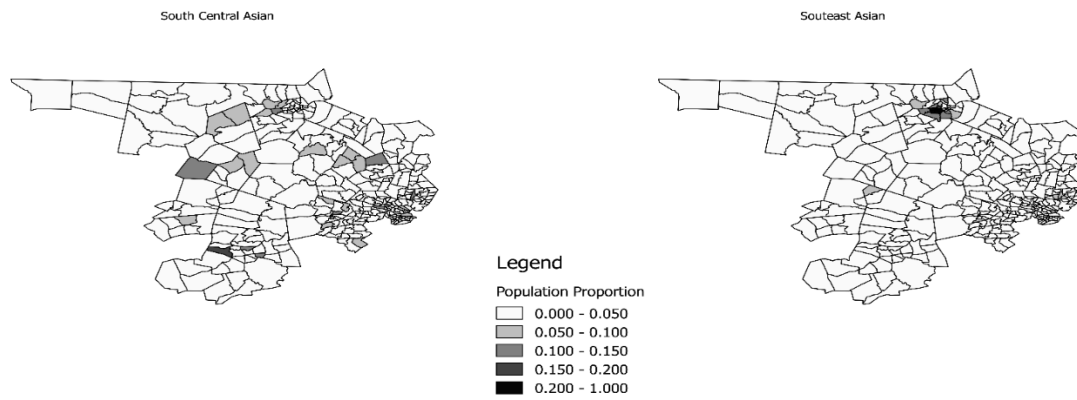 South Central Asian
Souteast Asian
Legend
Population Proportion
0.000 - 0.050
0.050 - 0.100
0.100 - 0.150
0.150 - 0.200
0.200 - 1.000